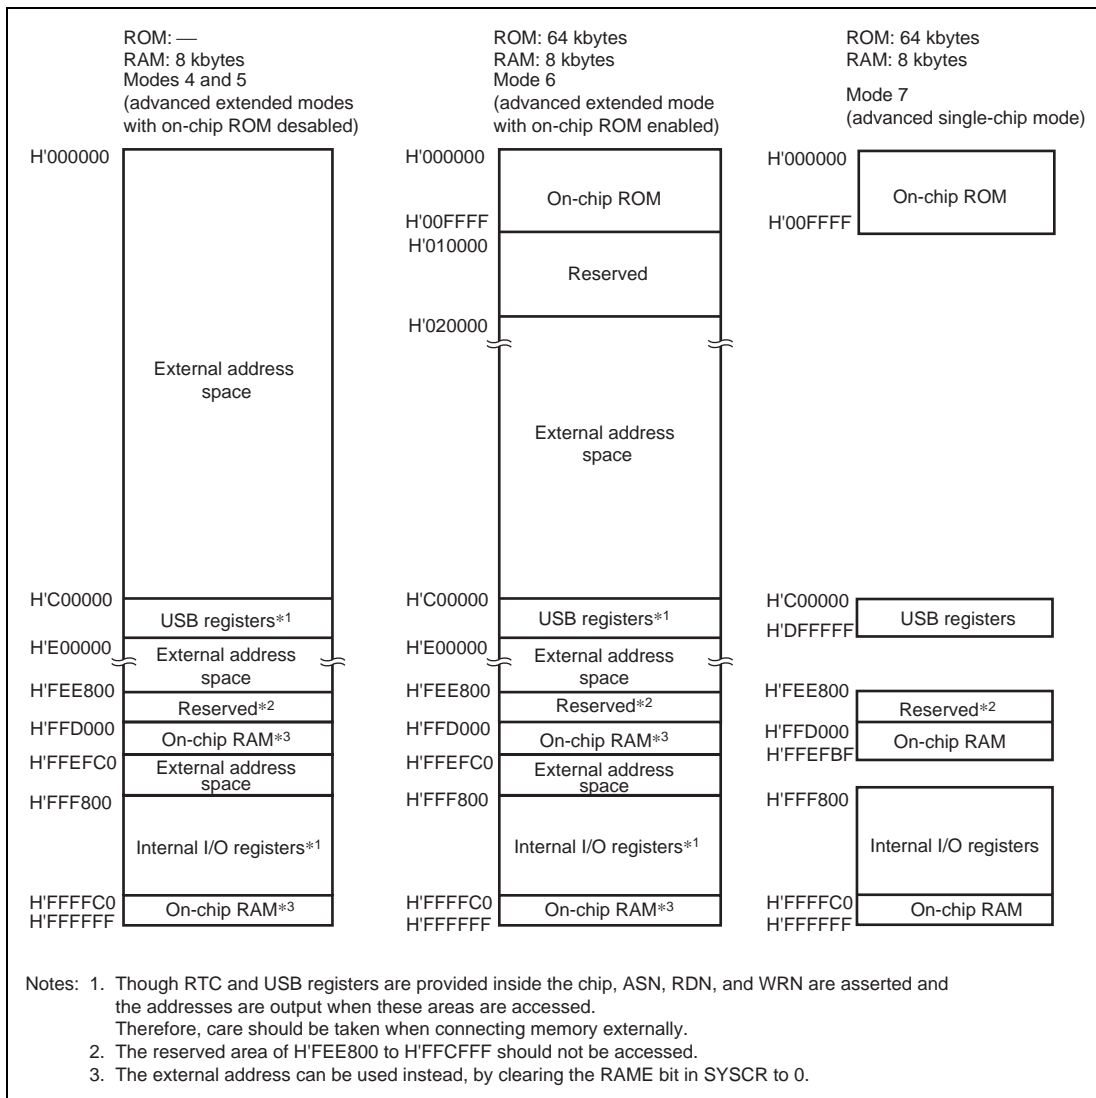 ROM: —
RAM: 8 kbytes
Modes 4 and 5
(advanced extended modes
with on-chip ROM desabled)
H'000000
External address
space
H'C00000
USB registers*1
H'E00000
External address
space
H'FEE800
Reserved*2
H'FFD000
On-chip RAM*3
H'FFEFC0
External address
space
H'FFF800
Internal I/O registers*1
H'FFFFC0
On-chip RAM*3
H'FFFFFF
ROM: 64 kbytes
RAM: 8 kbytes
Mode 6
(advanced extended mode
with on-chip ROM enabled)
H'000000
On-chip ROM
H'00FFFF
H'010000
Reserved
H'020000
External address
space
H'C00000
USB registers*1
H'E00000
External address
space
H'FEE800
Reserved*2
H'FFD000
On-chip RAM*3
H'FFEFC0
External address
space
H'FFF800
Internal I/O registers*1
H'FFFFC0
On-chip RAM*3
H'FFFFFF
ROM: 64 kbytes
RAM: 8 kbytes
Mode 7
(advanced single-chip mode)
H'000000
On-chip ROM
H'00FFFF
H'C00000
USB registers
H'DFFFFF
H'FEE800
Reserved*2
H'FFD000
On-chip RAM
H'FFEFBF
H'FFF800
Internal I/O registers
H'FFFFC0
On-chip RAM
H'FFFFFF
Notes: 1. Though RTC and USB registers are provided inside the chip, ASN, RDN, and WRN are asserted and
the addresses are output when these areas are accessed.
Therefore, care should be taken when connecting memory externally.
2. The reserved area of H'FEE800 to H'FFCFFF should not be accessed.
3. The external address can be used instead, by clearing the RAME bit in SYSCR to 0.